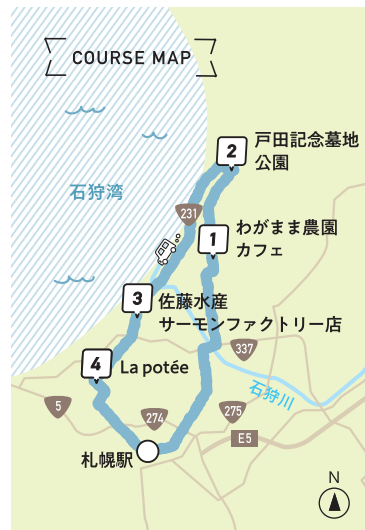 COURSE MAP
2
戸田記念墓地
公園
石狩湾
231
1
わがまま農園
カフェ
3
佐藤水産
サーモンファクトリー店
337
4
La potée
石狩川
5
274
275
E5
札幌駅
N